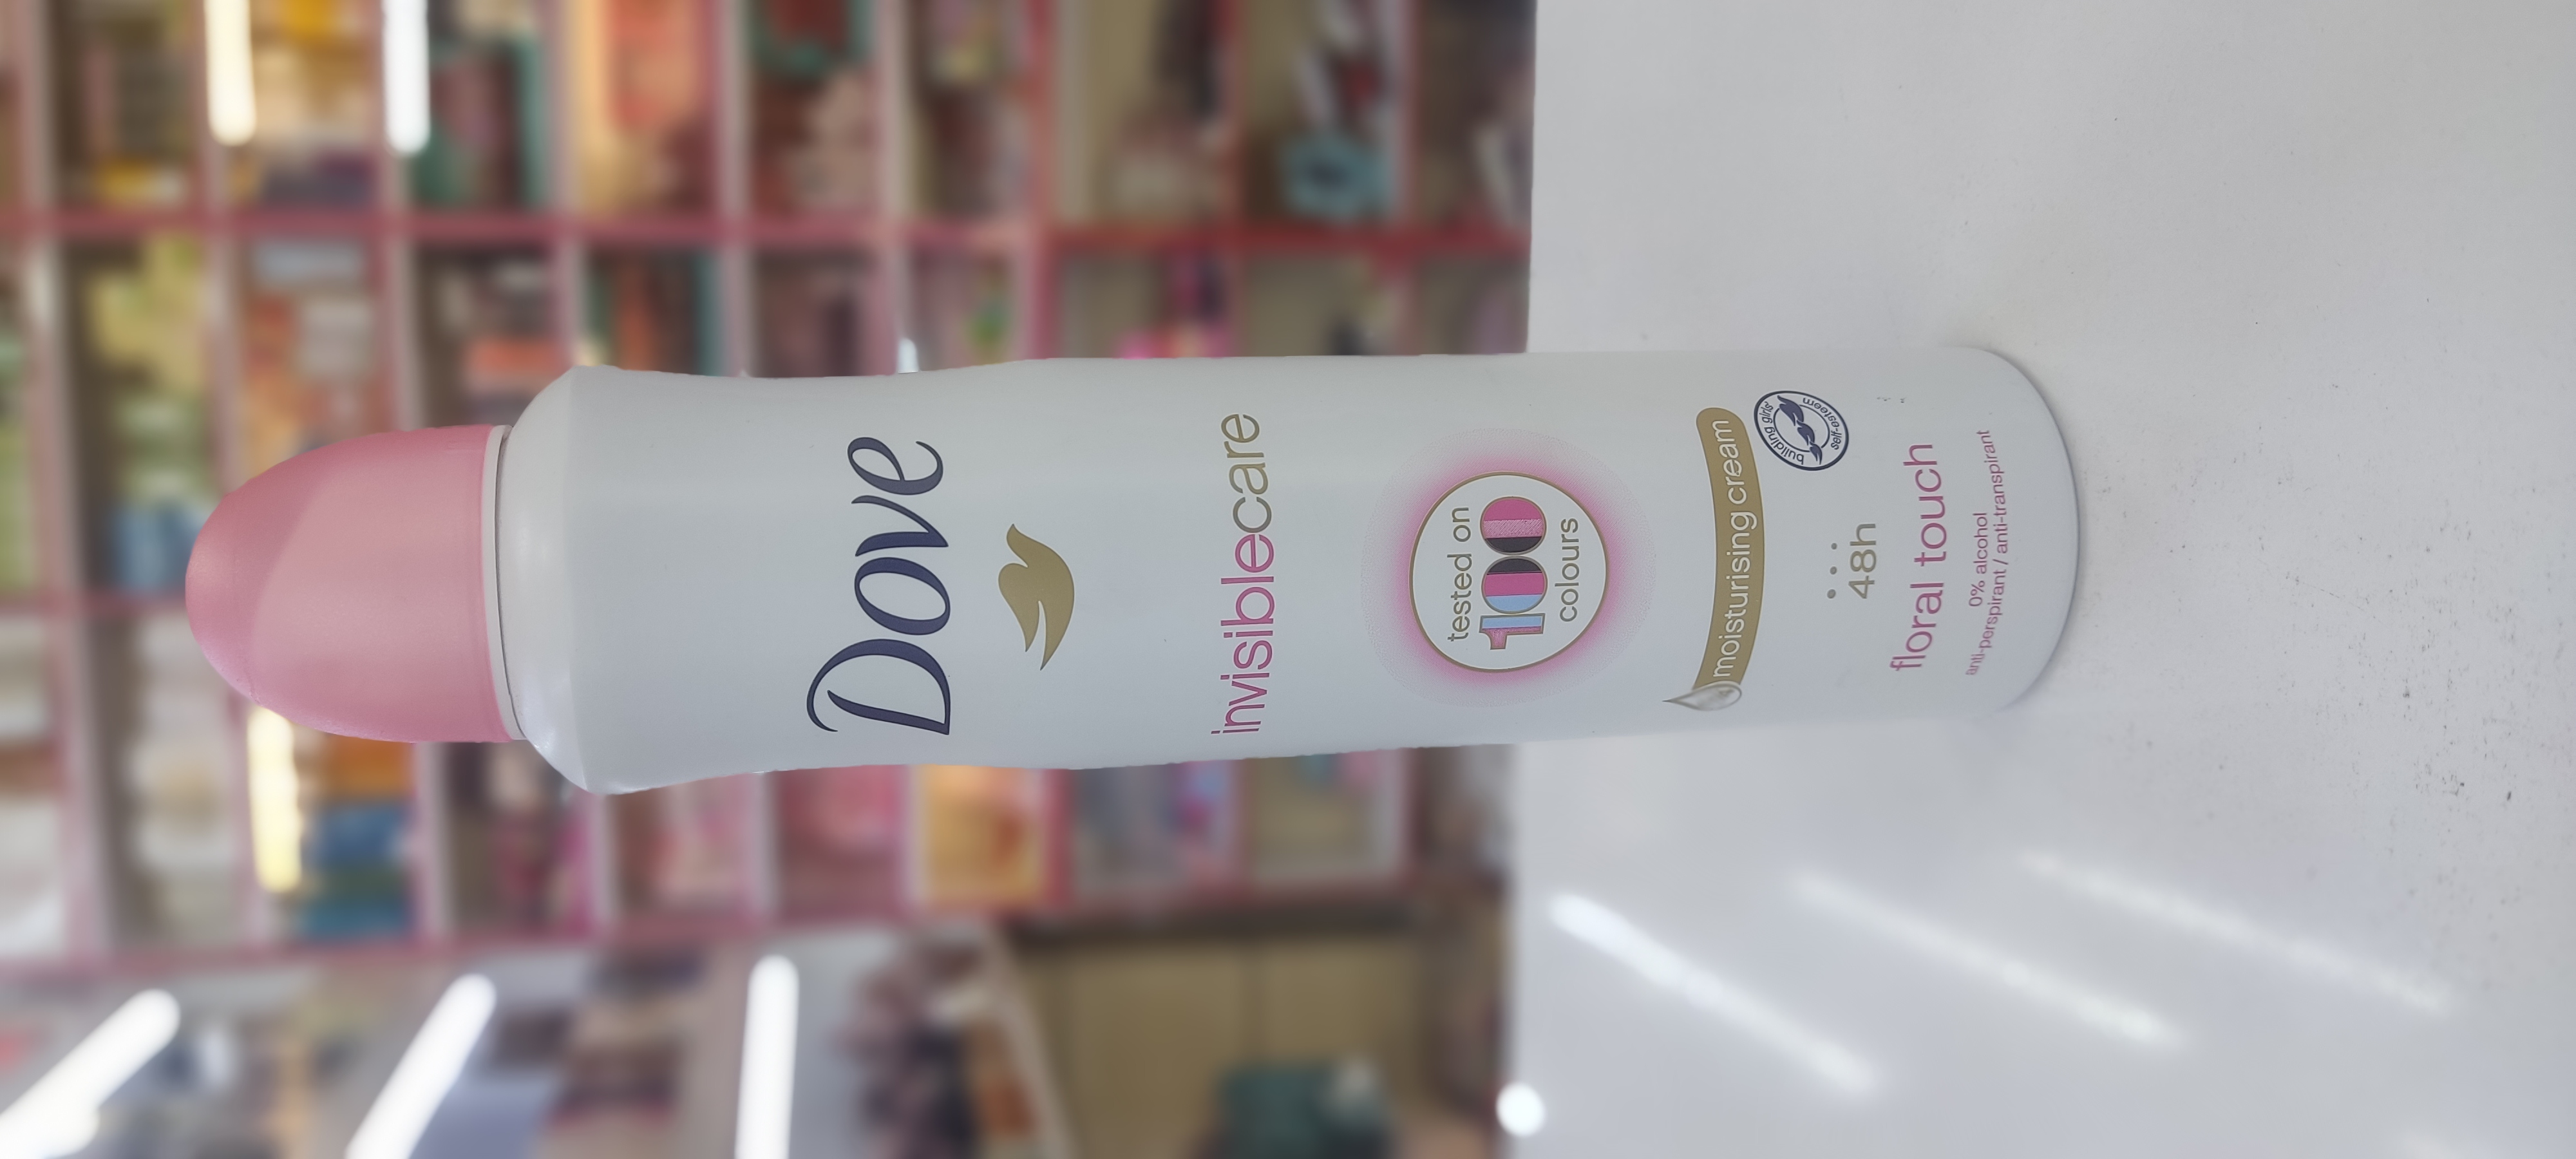 Dove
invisiblecare
tested on
100
colours
moisturising cream
building girls'
self-esteem
48h
floral touch
0% alcohol
anti-perspirant / anti-transpirant